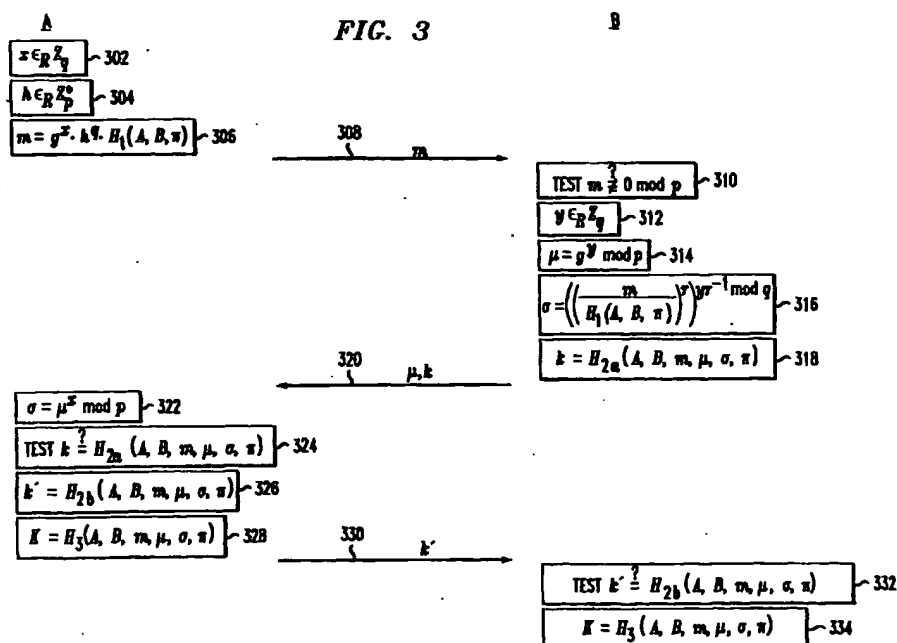 FIG. 3
A
B
x ∈R Zq 302
h ∈R Zp* 304
m = g^x · h^q · H1(A, B, π) 306
308
m
TEST m ≢? 0 mod p 310
y ∈R Zq 312
μ = g^y mod p 314
σ = ((m / H1(A, B, π))^r)^(yr^-1 mod q) 316
k = H2a(A, B, m, μ, σ, π) 318
320
μ, k
σ = μ^x mod p 322
TEST k =? H2a (A, B, m, μ, σ, π) 324
k′ = H2b(A, B, m, μ, σ, π) 326
K = H3(A, B, m, μ, σ, π) 328
330
k′
TEST k′ =? H2b(A, B, m, μ, σ, π) 332
K = H3 (A, B, m, μ, σ, π) 334